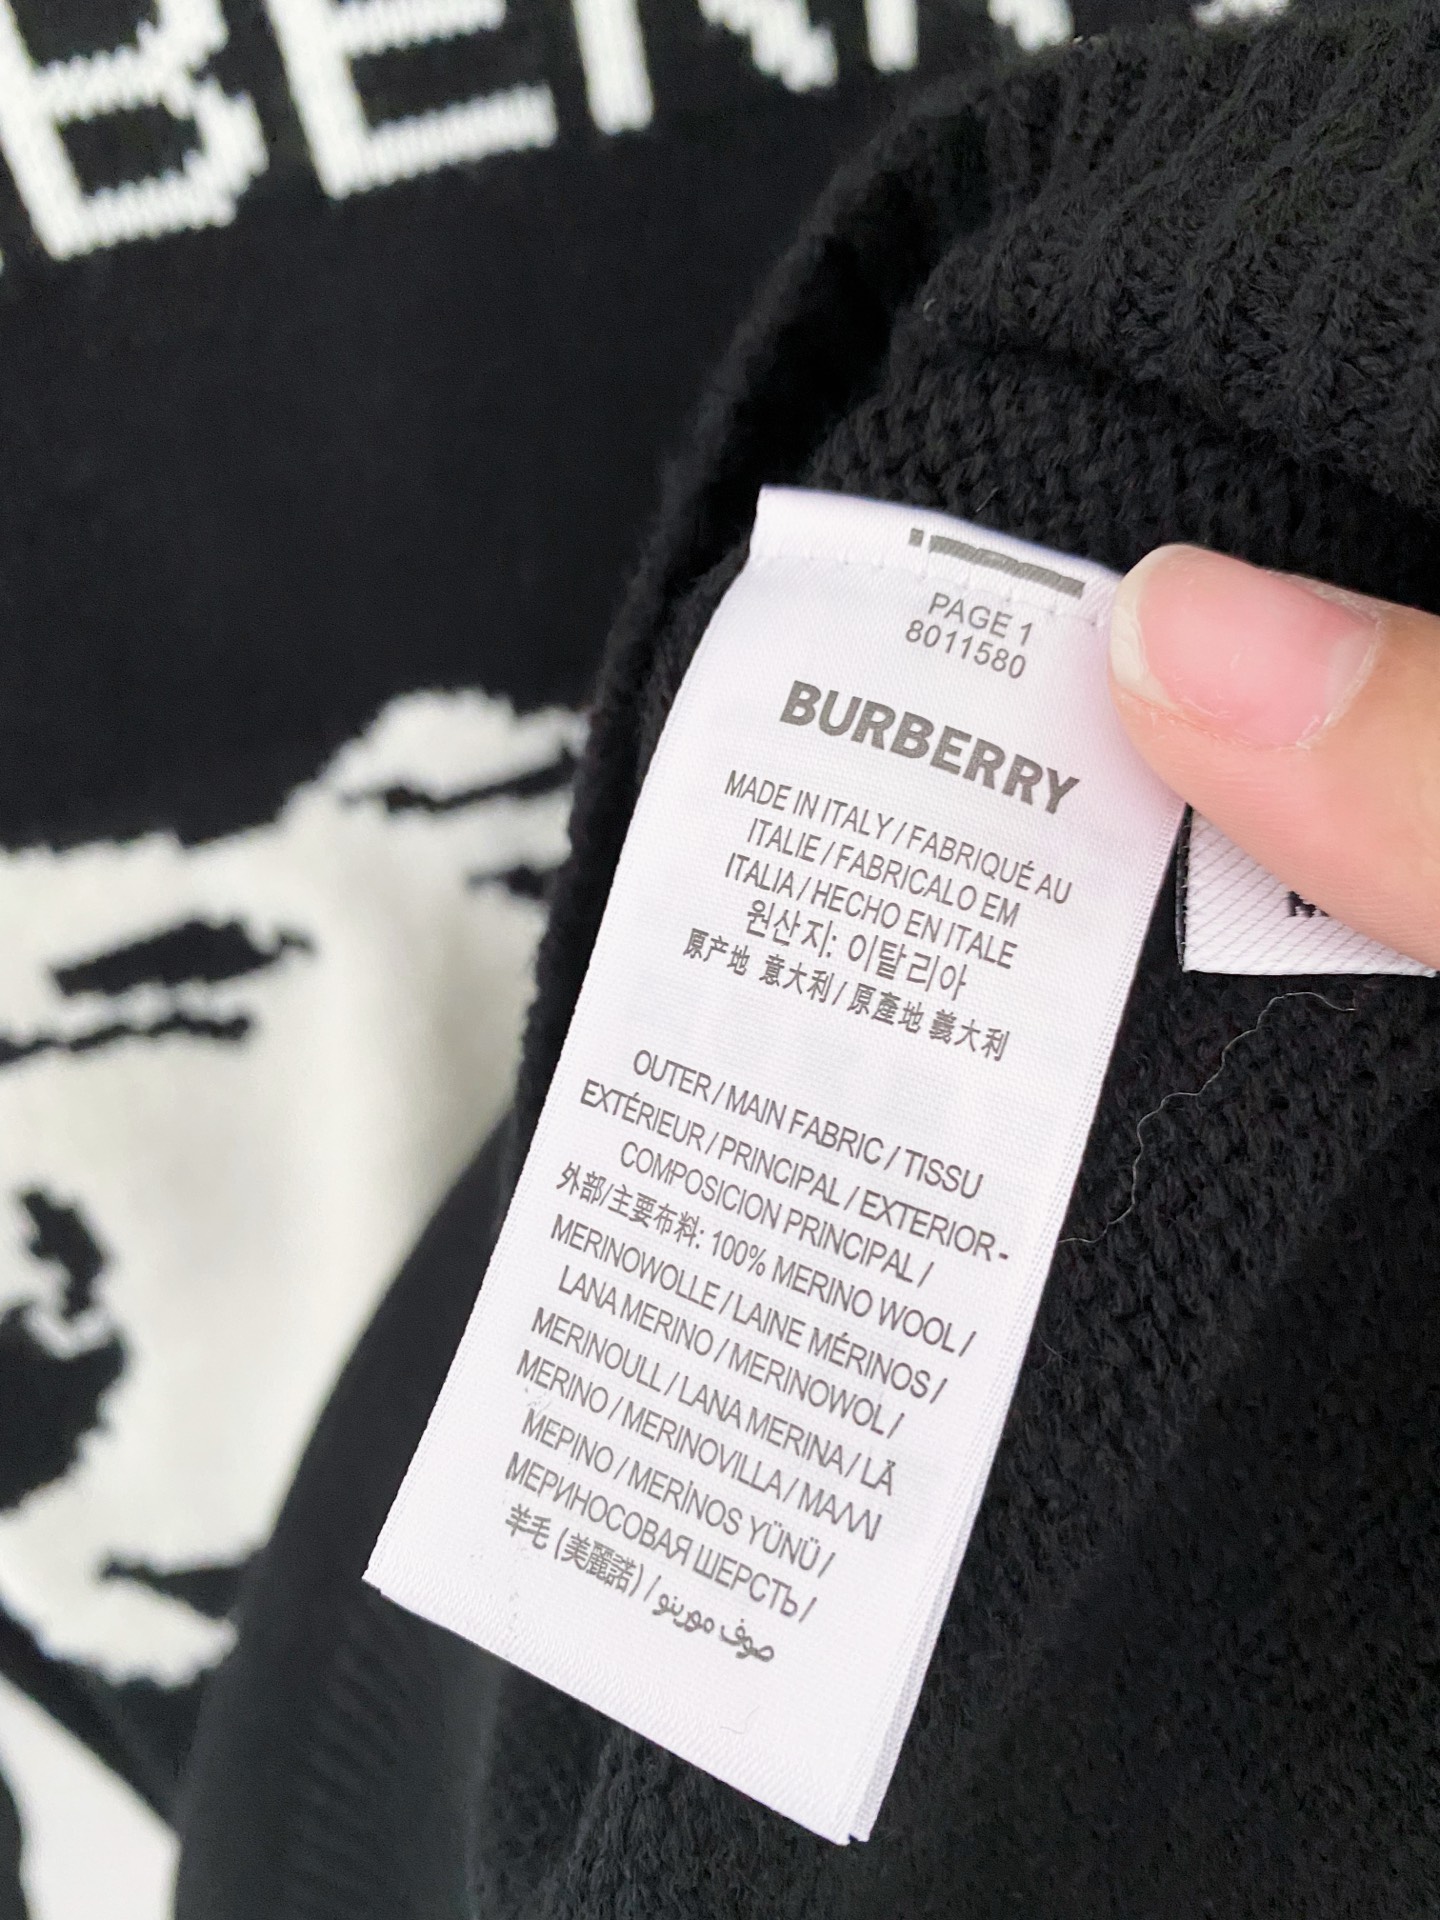 BERR
PAGE 1
8011580
BURBERRY
MADE IN ITALY / FABRIQUÉ AU
ITALIE / FABRICALO EM
ITALIA / HECHO EN ITALE
원산지: 이탈리아
原产地 意大利 / 原產地 義大利
OUTER / MAIN FABRIC / TISSU
EXTÉRIEUR / PRINCIPAL / EXTERIOR-
COMPOSICION PRINCIPAL /
外部/主要布料: 100% MERINO WOOL /
MERINOWOLLE / LAINE MÉRINOS /
LANA MERINO / MERINOWOL /
MERINOULL / LANA MERINA / LÃ
MERINO / MERINOVILLA / ΜΑΛΛΙ
ΜΕΡΙΝΟ / MERİNOS YÜNÜ /
МЕРИНОСОВАЯ ШЕРСТЬ /
羊毛 (美麗諾) / صوف مورينو